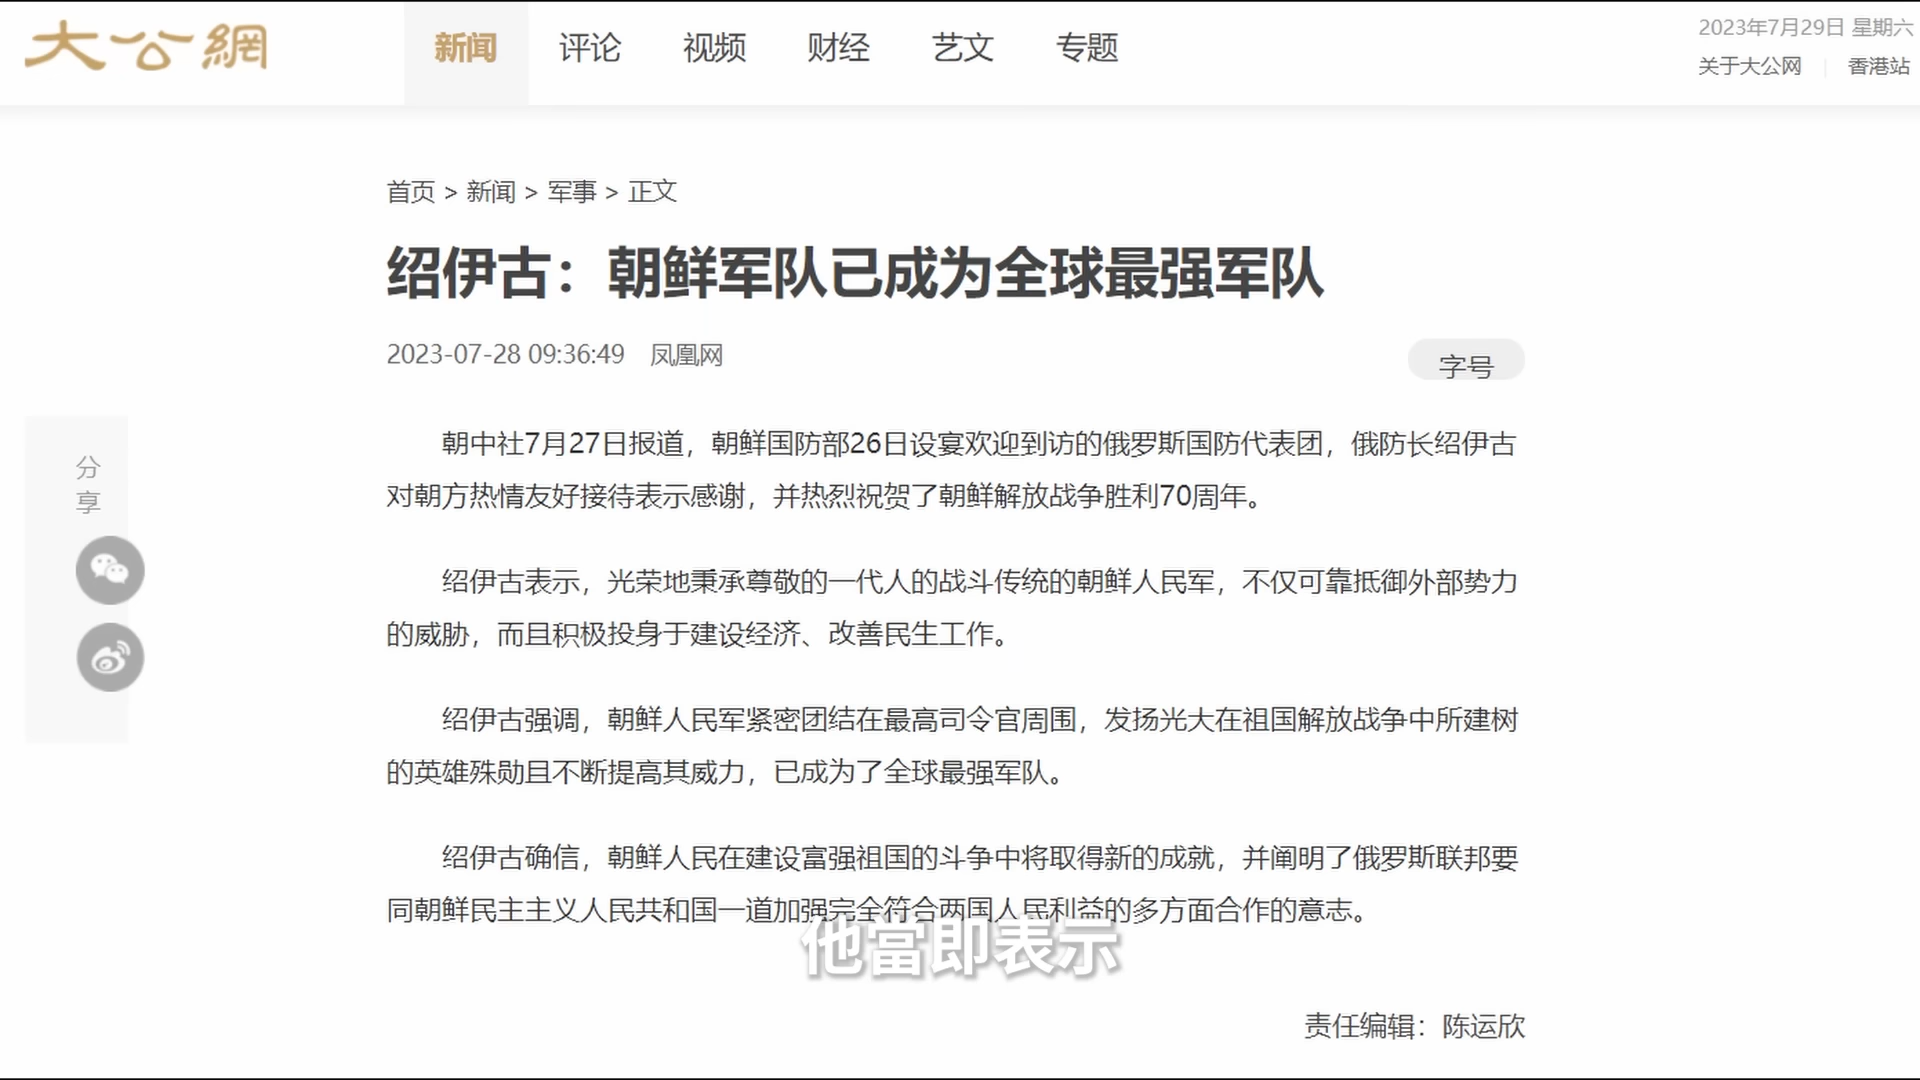 大公網
新闻 评论 视频 财经 艺文 专题
2023年7月29日 星期六
关于大公网 | 香港站
首页 > 新闻 > 军事 > 正文
绍伊古：朝鲜军队已成为全球最强军队
2023-07-28 09:36:49 凤凰网
字号
分
享
朝中社7月27日报道，朝鲜国防部26日设宴欢迎到访的俄罗斯国防代表团，俄防长绍伊古
对朝方热情友好接待表示感谢，并热烈祝贺了朝鲜解放战争胜利70周年。
绍伊古表示，光荣地秉承尊敬的一代人的战斗传统的朝鲜人民军，不仅可靠抵御外部势力
的威胁，而且积极投身于建设经济、改善民生工作。
绍伊古强调，朝鲜人民军紧密团结在最高司令官周围，发扬光大在祖国解放战争中所建树
的英雄殊勋且不断提高其威力，已成为了全球最强军队。
绍伊古确信，朝鲜人民在建设富强祖国的斗争中将取得新的成就，并阐明了俄罗斯联邦要
同朝鲜民主主义人民共和国一道加强完全符合两国人民利益的多方面合作的意志。
他當即表示
责任编辑：陈运欣